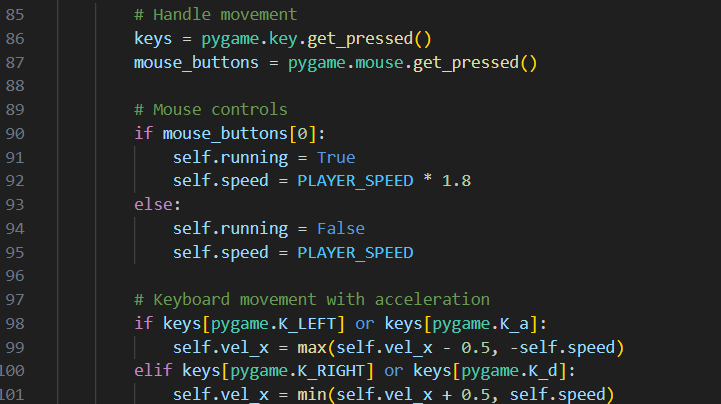 85 # Handle movement
86 keys = pygame.key.get_pressed()
87 mouse_buttons = pygame.mouse.get_pressed()
88
89 # Mouse controls
90 if mouse_buttons[0]:
91 self.running = True
92 self.speed = PLAYER_SPEED * 1.8
93 else:
94 self.running = False
95 self.speed = PLAYER_SPEED
96
97 # Keyboard movement with acceleration
98 if keys[pygame.K_LEFT] or keys[pygame.K_a]:
99 self.vel_x = max(self.vel_x - 0.5, -self.speed)
100 elif keys[pygame.K_RIGHT] or keys[pygame.K_d]:
101 self.vel_x = min(self.vel_x + 0.5, self.speed)